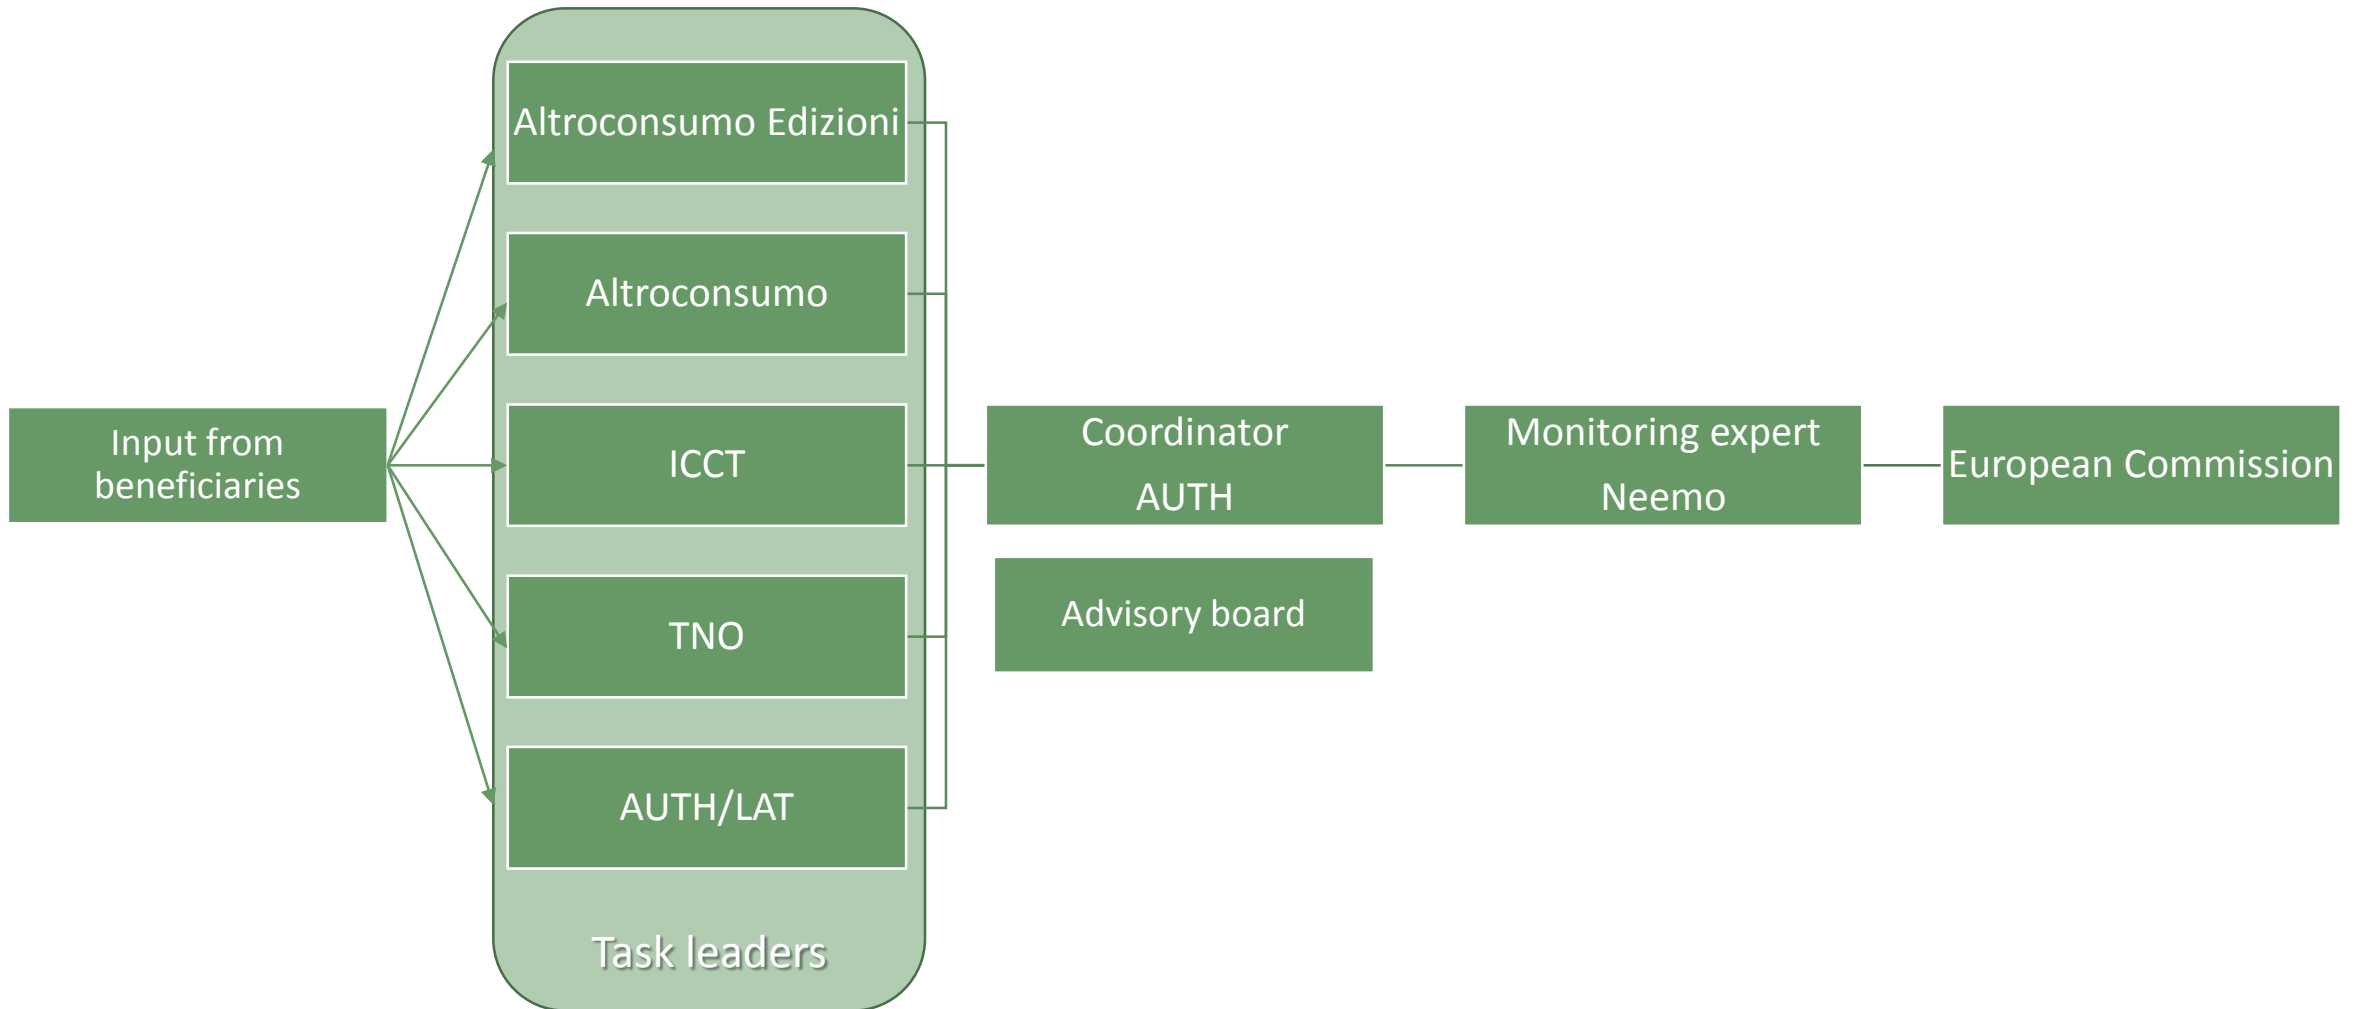 Input from
beneficiaries
Altroconsumo Edizioni
Altroconsumo
ICCT
TNO
AUTH/LAT
Task leaders
Coordinator
AUTH
Advisory board
Monitoring expert
Neemo
European Commission